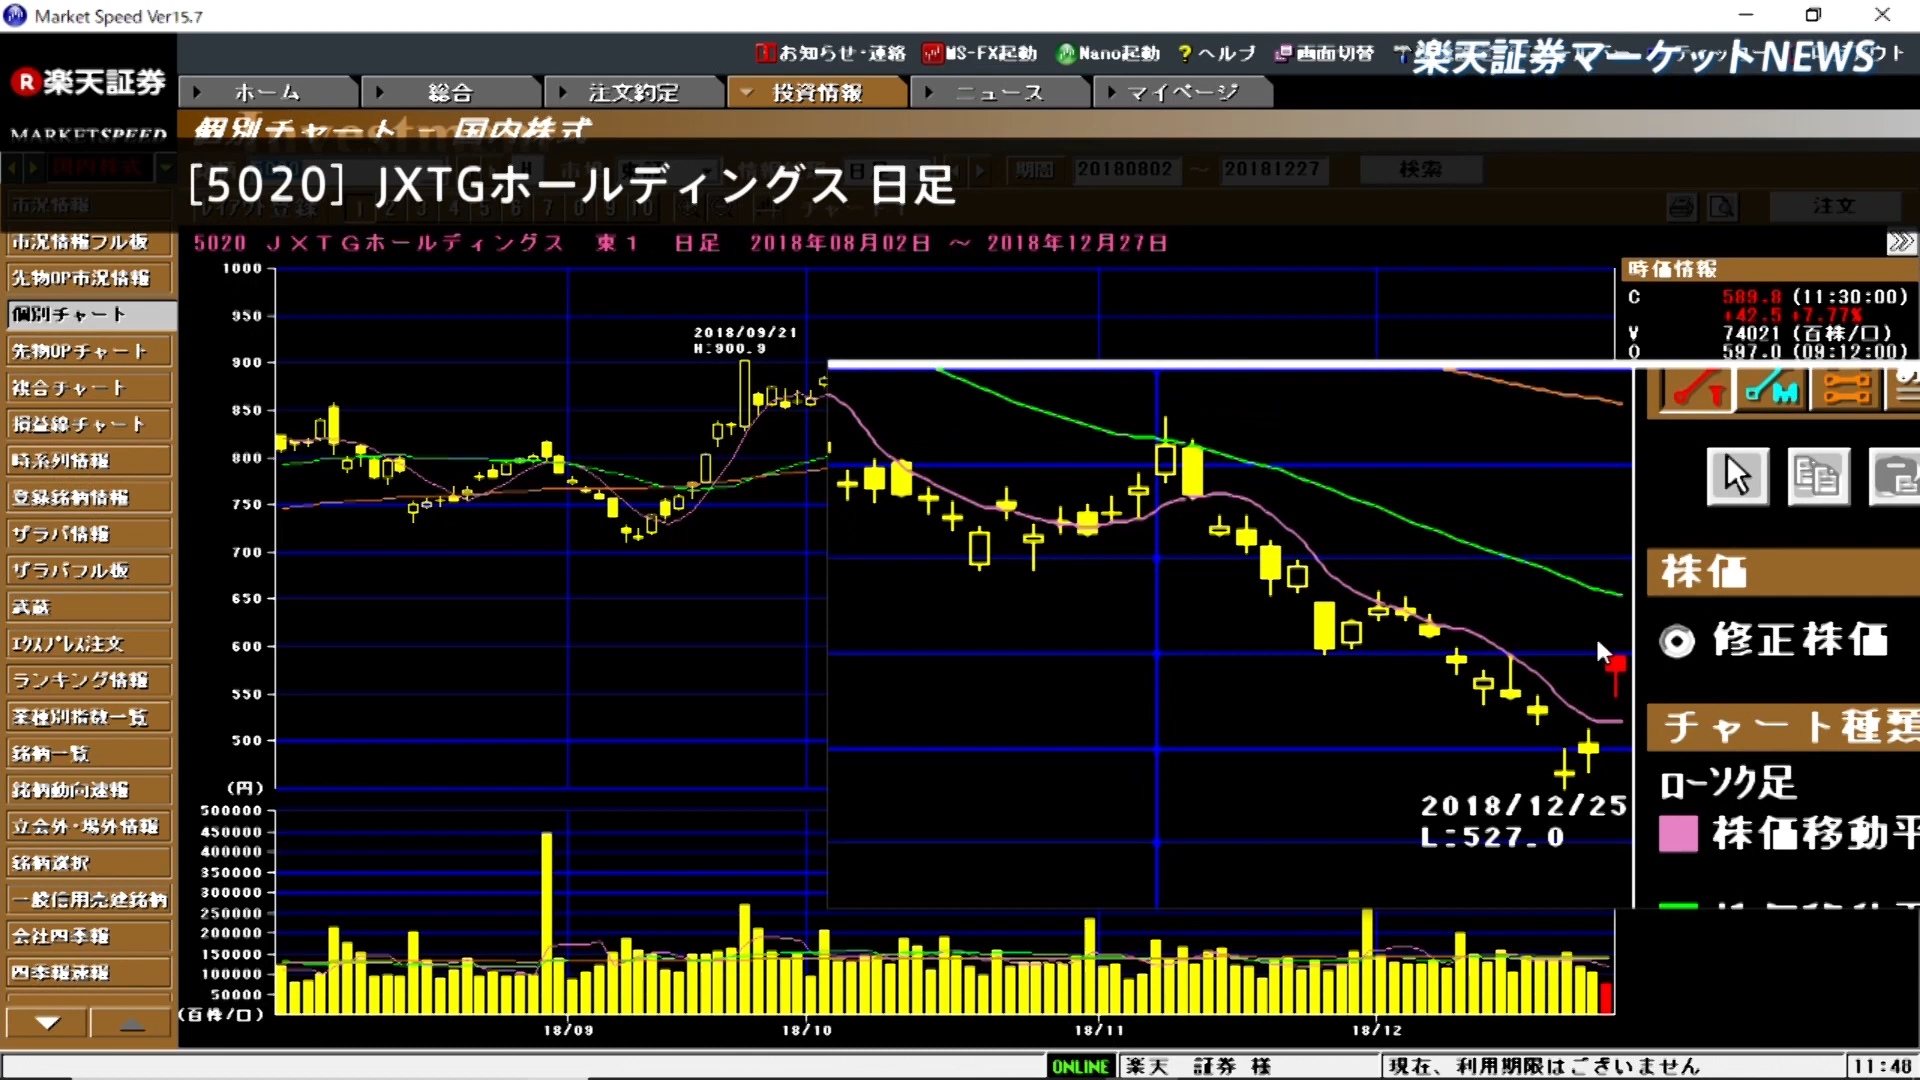 Market Speed Ver15.7
お知らせ・連絡 MS-FX起動 Nano起動 ? ヘルプ 画面切替
楽天証券マーケットNEWS
R 楽天証券
MARKETSPEED
ホーム 総合 注文約定 投資情報 ニュース マイページ
個別チャート - 国内株式
国内株式
期間 20180802 ～ 20181227 検索
[5020] JXTGホールディングス 日足
市況情報
注文
5020 JXTGホールディングス 東1 日足 2018年08月02日 ～ 2018年12月27日
市況情報フル板
先物OP市況情報
個別チャート
先物OPチャート
複合チャート
損益線チャート
時系列情報
登録銘柄情報
ザラバ情報
ザラバフル板
武蔵
エクスプレス注文
ランキング情報
業種別指数一覧
銘柄一覧
銘柄動向速報
立会外・場外情報
銘柄選択
一般信用売建銘柄
会社四季報
四季報速報
1000
950
900
850
800
750
700
650
600
550
500
(円)
2018/09/21
H:900.9
時価情報
C 589.8 (11:30:00)
+42.5 +7.77%
V 74021 (百株/口)
O 597.0 (09:12:00)
株価
修正株価
チャート種類
ローソク足
株価移動平
2018/12/25
L:527.0
500000
450000
400000
350000
300000
250000
200000
150000
100000
50000
(百株/口)
18/09 18/10 18/11 18/12
ONLINE 楽天 証券 様 現在、利用期限はございません 11:48